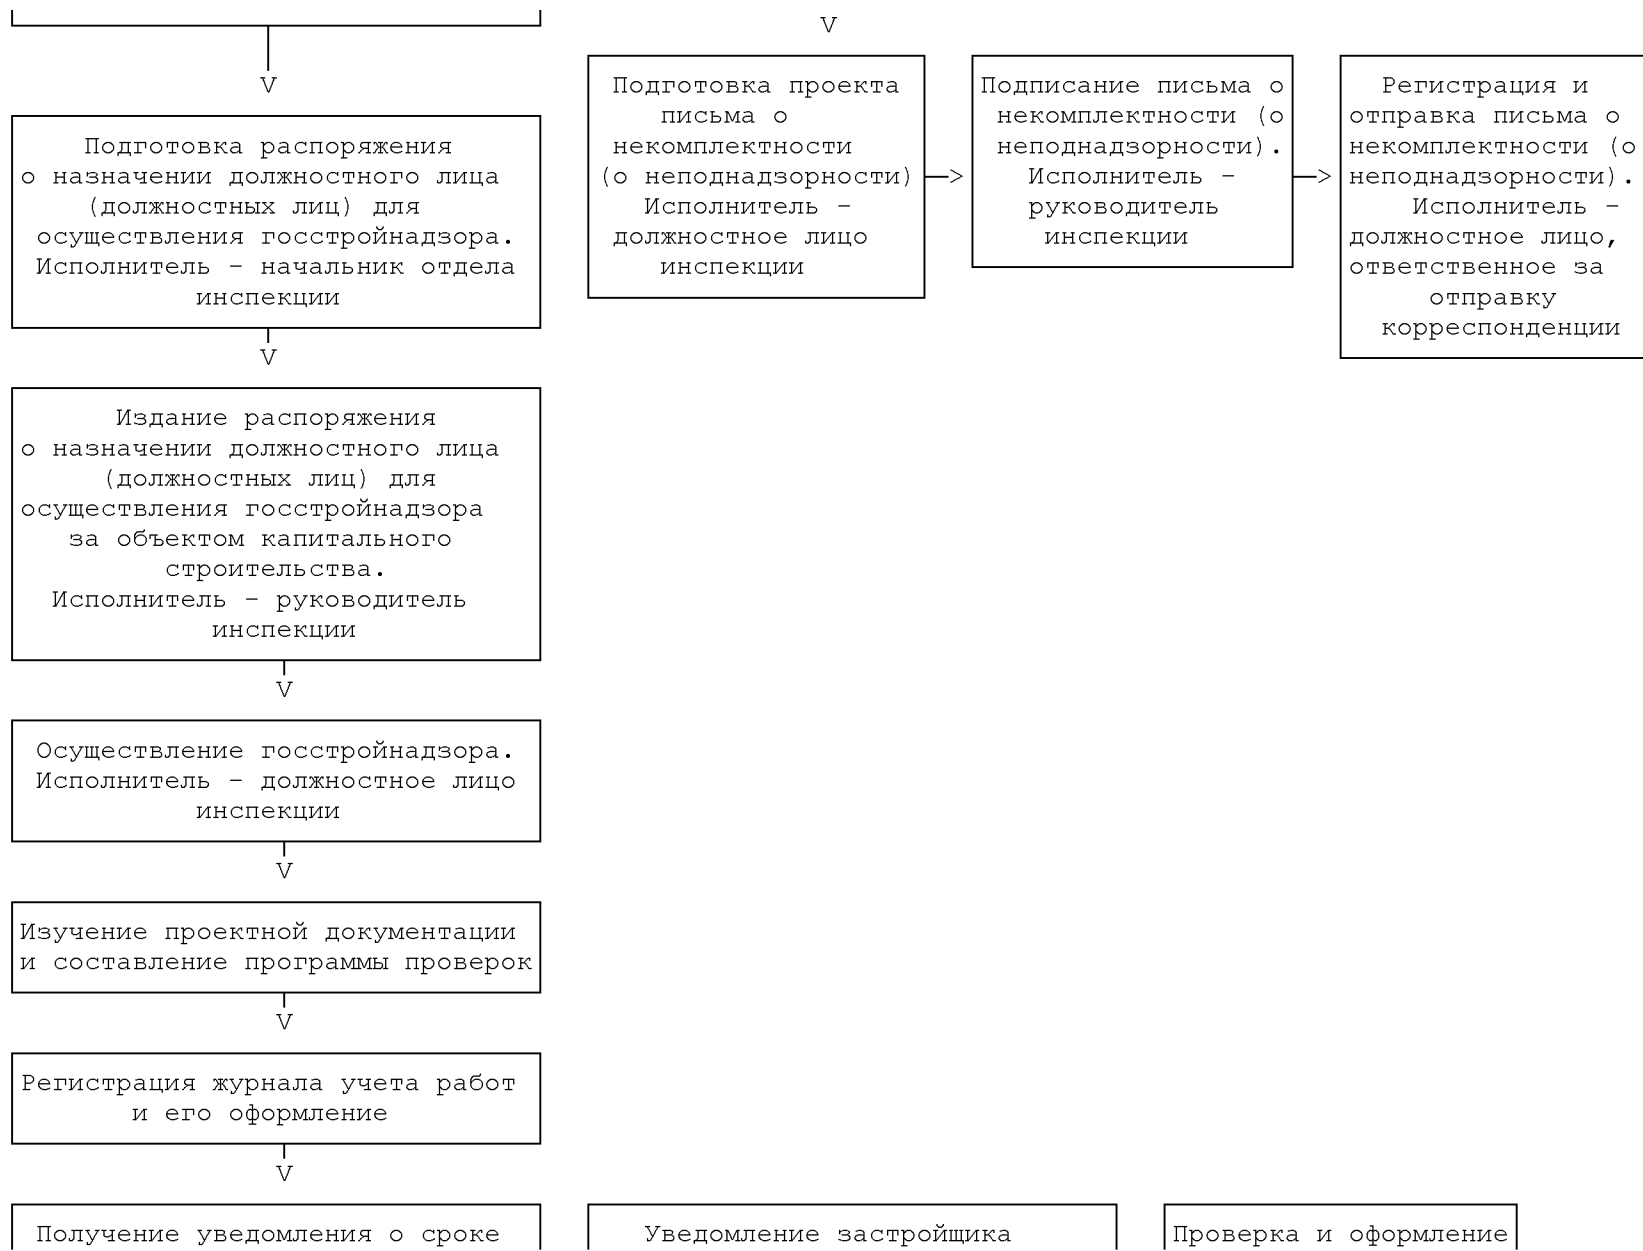 V
V
Подготовка распоряжения
о назначении должностного лица
(должностных лиц) для
осуществления госстройнадзора.
Исполнитель – начальник отдела
инспекции
Подготовка проекта
письма о
некомплектности
(о неподнадзорности)
Исполнитель –
должностное лицо
инспекции
>
Подписание письма о
некомплектности (о
неподнадзорности).
Исполнитель –
руководитель
инспекции
>
Регистрация и
отправка письма о
некомплектности (о
неподнадзорности).
Исполнитель –
должностное лицо,
ответственное за
отправку
корреспонденции
V
Издание распоряжения
о назначении должностного лица
(должностных лиц) для
осуществления госстройнадзора
за объектом капитального
строительства.
Исполнитель – руководитель
инспекции
V
Осуществление госстройнадзора.
Исполнитель – должностное лицо
инспекции
V
Изучение проектной документации
и составление программы проверок
V
Регистрация журнала учета работ
и его оформление
V
Получение уведомления о сроке
Уведомление застройщика
Проверка и оформление